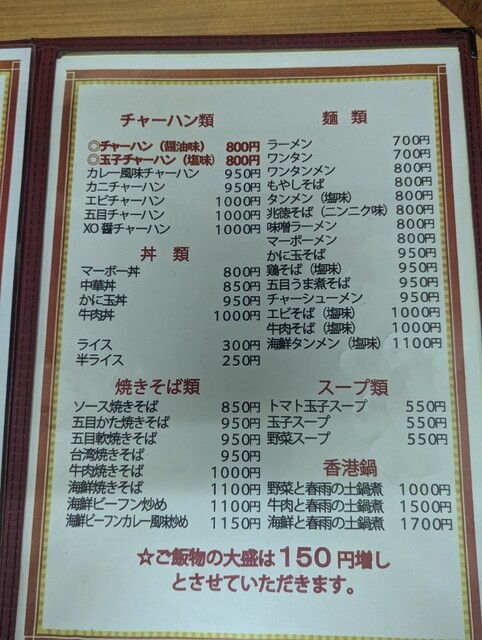 チャーハン類
◎チャーハン（醤油味） 800円
◎玉子チャーハン（塩味） 800円
カレー風味チャーハン 950円
カニチャーハン 950円
エビチャーハン 1000円
五目チャーハン 1000円
XO醤チャーハン 1000円
丼 類
マーボー丼 800円
中華丼 850円
かに玉丼 950円
牛肉丼 1000円
ライス 300円
半ライス 250円
焼きそば類
ソース焼きそば 850円
五目かた焼きそば 950円
五目軟焼きそば 950円
台湾焼きそば 950円
牛肉焼きそば 1000円
海鮮焼きそば 1100円
海鮮ビーフン炒め 1100円
海鮮ビーフンカレー風味炒め 1150円
麺 類
ラーメン 700円
ワンタン 700円
ワンタンメン 800円
もやしそば 800円
タンメン（塩味） 800円
兆徳そば（ニンニク味） 800円
味噌ラーメン 800円
マーボーメン 800円
かに玉そば 950円
鶏そば（塩味） 950円
五目うま煮そば 950円
チャーシューメン 950円
エビそば（塩味） 1000円
牛肉そば（塩味） 1000円
海鮮タンメン（塩味） 1100円
スープ類
トマト玉子スープ 550円
玉子スープ 550円
野菜スープ 550円
香港鍋
野菜と春雨の土鍋煮 1000円
牛肉と春雨の土鍋煮 1500円
海鮮と春雨の土鍋煮 1700円
☆ご飯物の大盛は150円増し
とさせていただきます。